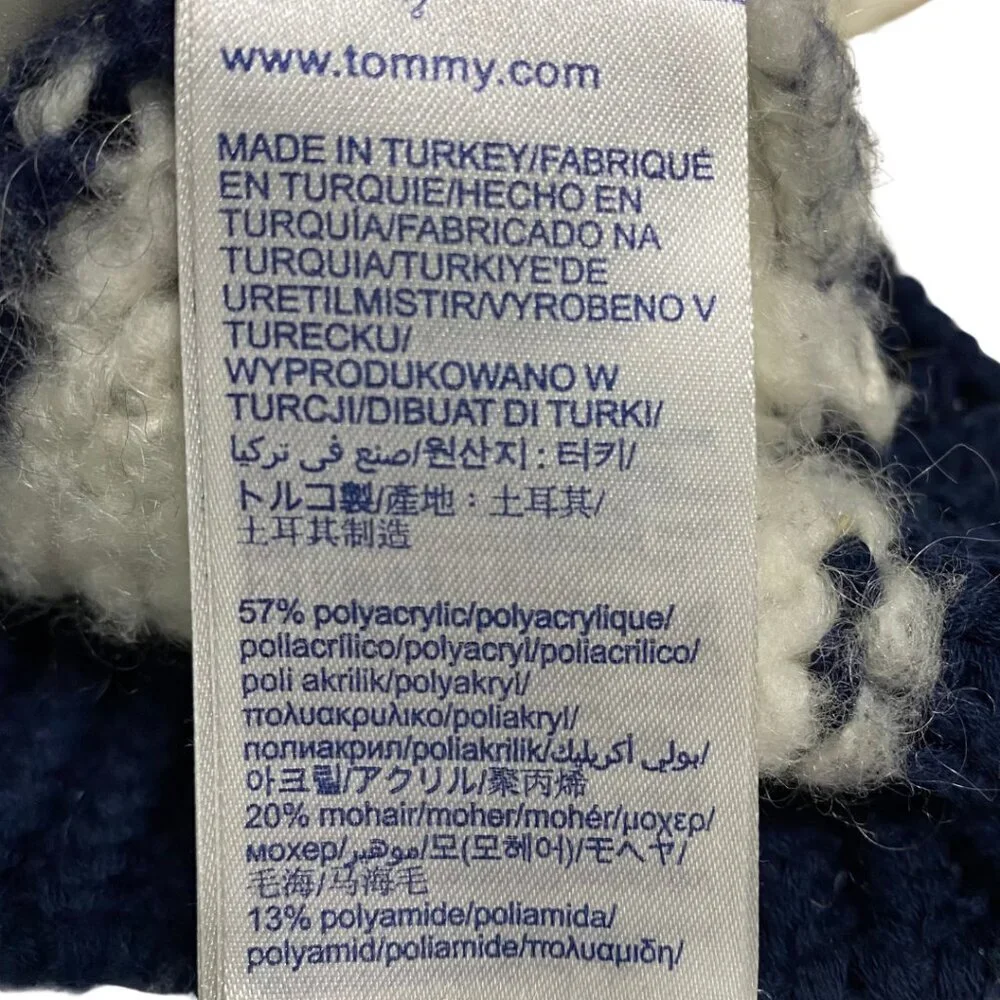 www.tommy.com
MADE IN TURKEY/FABRIQUÉ
EN TURQUIE/HECHO EN
TURQUÍA/FABRICADO NA
TURQUIA/TURKIYE'DE
URETILMISTIR/VYROBENO V
TURECKU/
WYPRODUKOWANO W
TURCJI/DIBUAT DI TURKI/
صنع في تركيا/원산지 : 터키/
トルコ製/産地：土耳其/
土耳其制造
57% polyacrylic/polyacrylique/
poliacrílico/polyacryl/poliacrilico/
poli akrilik/polyakryl/
πολυακρυλικο/poliakryl/
полиакрил/poliakrilik/بولي أكريليك/
아크릴/アクリル/聚丙烯
20% mohair/moher/mohér/μοχερ/
мохер/موهير/모(모헤어)/モヘヤ/
毛海/马海毛
13% polyamide/poliamida/
polyamid/poliamide/πολυαμιδη/